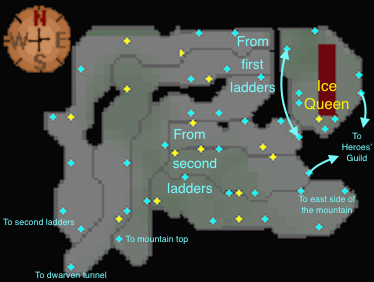 N
W E
S
From
first
ladders
Ice
Queen
To
Heroes'
Guild
From
second
ladders
To east side of
the mountain
To second ladders
To mountain top
To dwarven tunnel